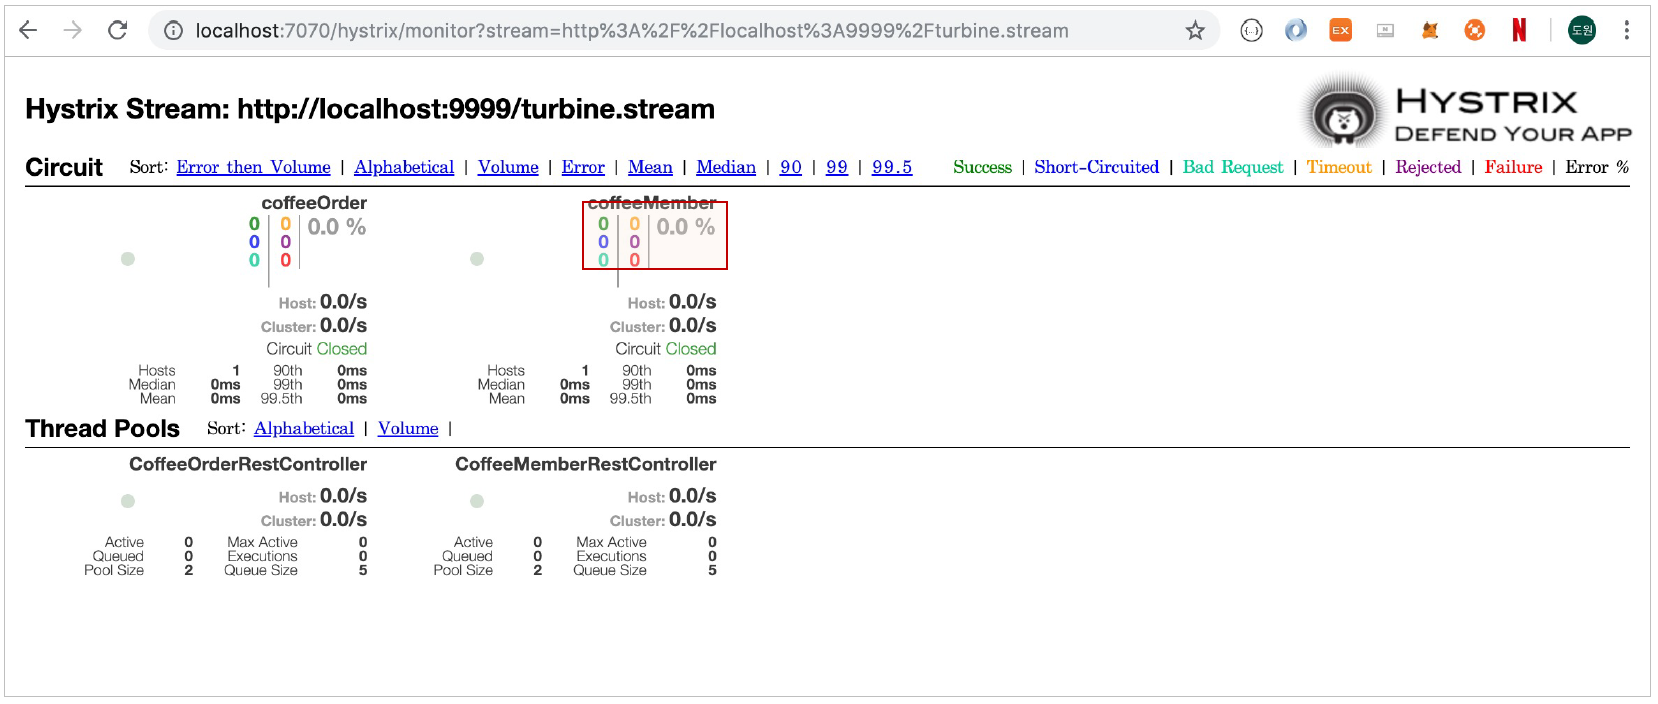 localhost:7070/hystrix/monitor?stream=http%3A%2F%2Flocalhost%3A9999%2Fturbine.stream
EX
N
도원
Hystrix Stream: http://localhost:9999/turbine.stream
HYSTRIX
DEFEND YOUR APP
Circuit Sort: Error then Volume | Alphabetical | Volume | Error | Mean | Median | 90 | 99 | 99.5 Success | Short-Circuited | Bad Request | Timeout | Rejected | Failure | Error %
coffeeOrder
0 0 0.0 %
0 0
0 0
Host: 0.0/s
Cluster: 0.0/s
Circuit Closed
Hosts 1 90th 0ms
Median 0ms 99th 0ms
Mean 0ms 99.5th 0ms
coffeeMember
0 0 0.0 %
0 0
0 0
Host: 0.0/s
Cluster: 0.0/s
Circuit Closed
Hosts 1 90th 0ms
Median 0ms 99th 0ms
Mean 0ms 99.5th 0ms
Thread Pools Sort: Alphabetical | Volume |
CoffeeOrderRestController
Host: 0.0/s
Cluster: 0.0/s
Active 0 Max Active 0
Queued 0 Executions 0
Pool Size 2 Queue Size 5
CoffeeMemberRestController
Host: 0.0/s
Cluster: 0.0/s
Active 0 Max Active 0
Queued 0 Executions 0
Pool Size 2 Queue Size 5